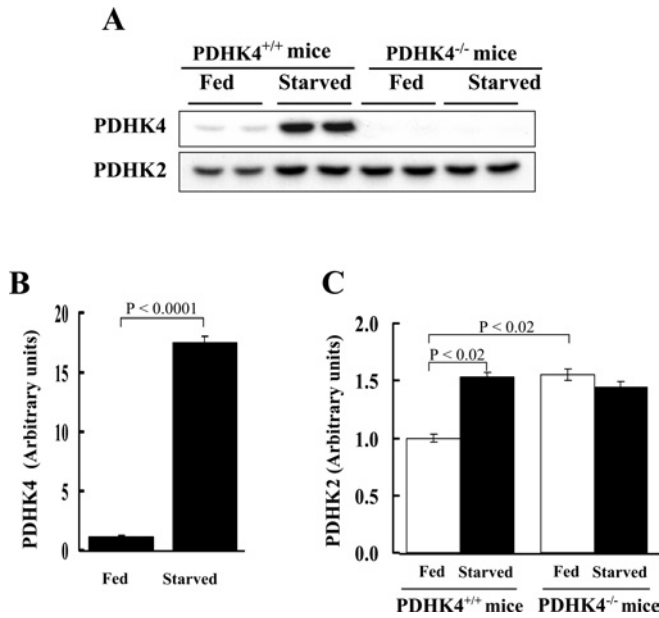 A
PDHK4+/+ mice PDHK4-/- mice
Fed Starved Fed Starved
PDHK4
PDHK2
B
P < 0.0001
PDHK4 (Arbitrary units)
20
15
10
5
0
Fed Starved
C
P < 0.02
P < 0.02
PDHK2 (Arbitrary units)
2.0
1.5
1.0
0.5
0.0
Fed Starved Fed Starved
PDHK4+/+ mice PDHK4-/- mice